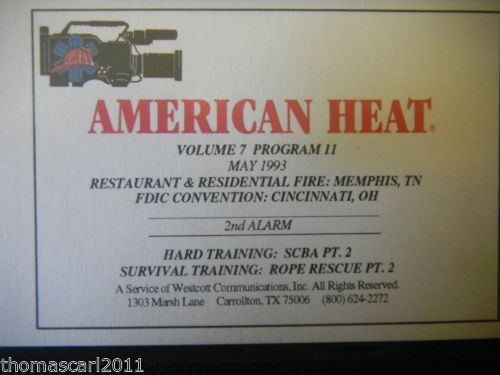 AMERICAN HEAT®
VOLUME 7 PROGRAM 11
MAY 1993
RESTAURANT & RESIDENTIAL FIRE: MEMPHIS, TN
FDIC CONVENTION: CINCINNATI, OH
2nd ALARM
HARD TRAINING: SCBA PT. 2
SURVIVAL TRAINING: ROPE RESCUE PT. 2
A Service of Westcott Communications, Inc. All Rights Reserved.
1303 Marsh Lane Carrollton, TX 75006 (800) 624-2272
thomascarl2011